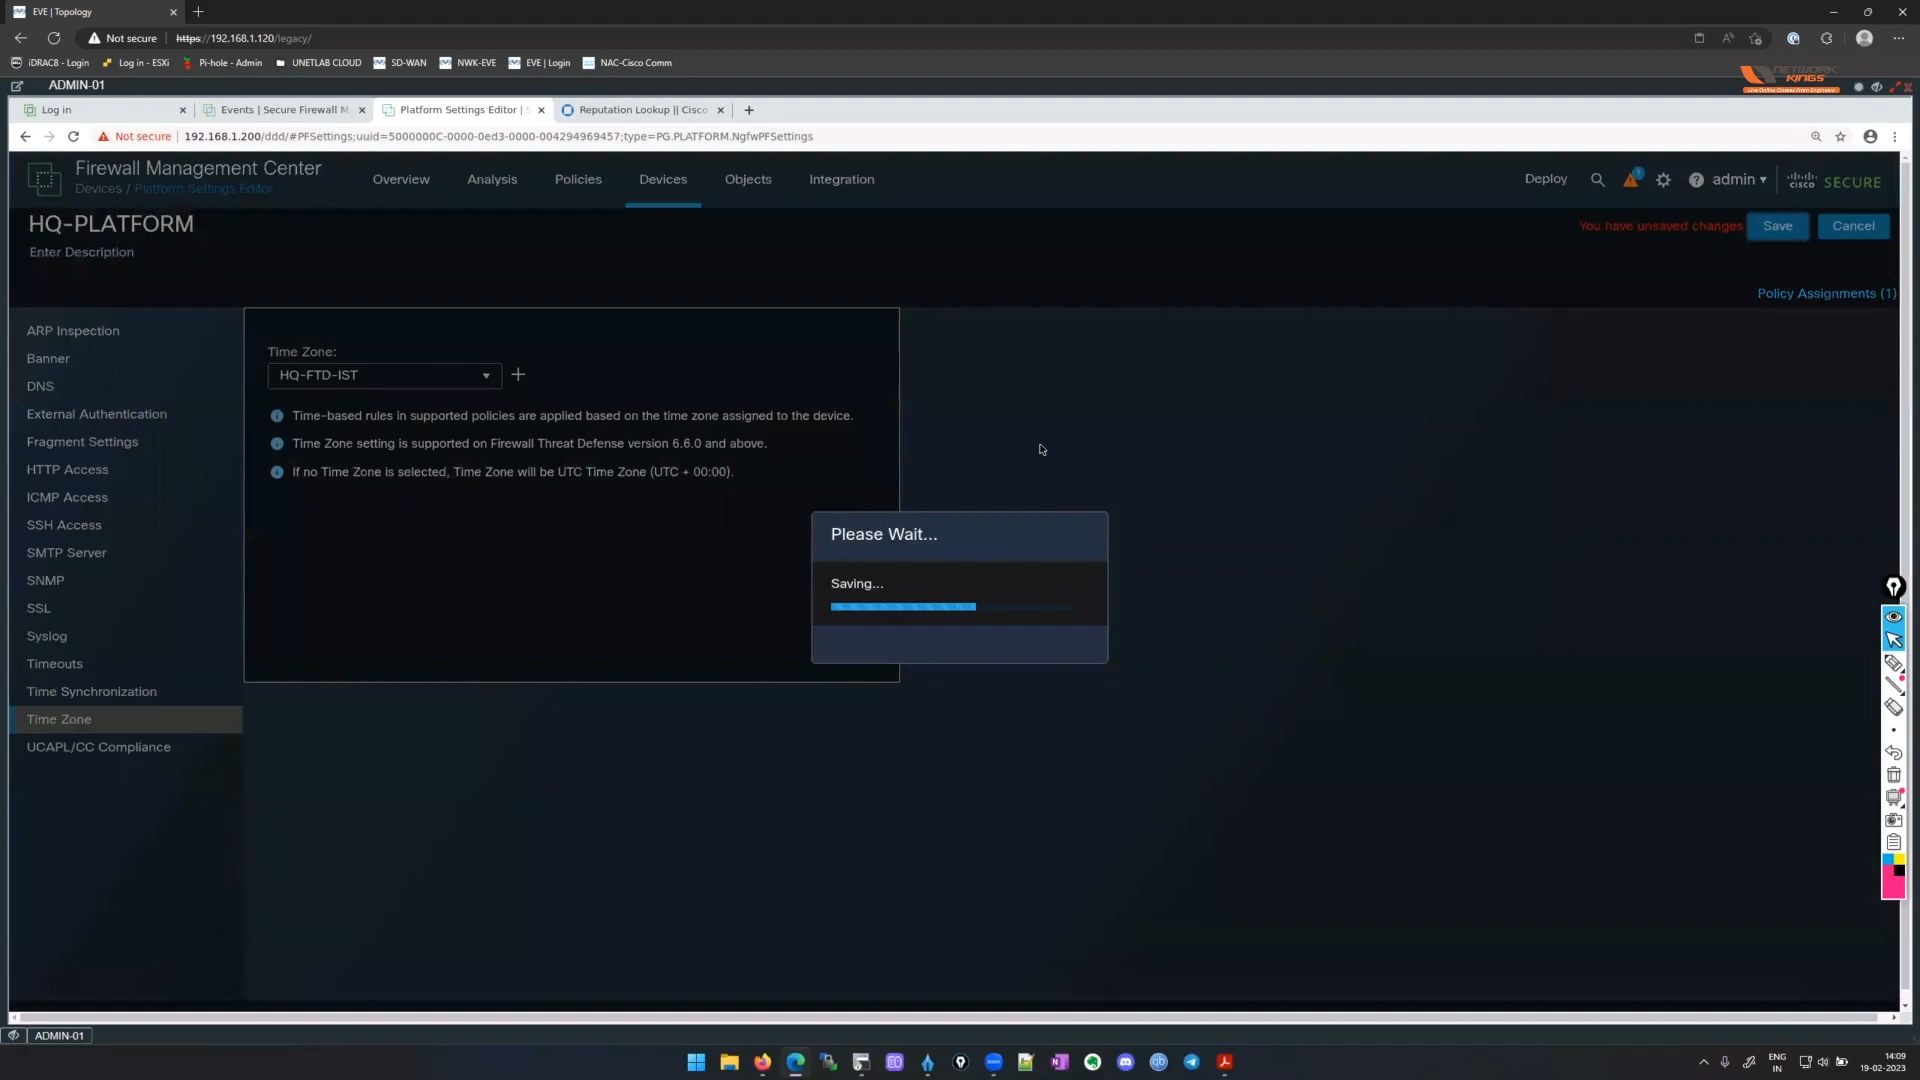 EVE | Topology
Not secure
https://192.168.1.120/legacy/
iDRAC8 - Login
Log in - ESXi
Pi-hole - Admin
UNETLAB CLOUD
SD-WAN
NWK-EVE
EVE | Login
NAC-Cisco Comm
NETWORK KINGS
Live Online Classes From Engineers
ADMIN-01
Log in
Events | Secure Firewall M
Platform Settings Editor |
Reputation Lookup || Cisco
Not secure
192.168.1.200/ddd/#PFSettings;uuid=5000000C-0000-0ed3-0000-004294969457;type=PG.PLATFORM.NgfwPFSettings
Firewall Management Center
Devices / Platform Settings Editor
Overview
Analysis
Policies
Devices
Objects
Integration
Deploy
1
admin
cisco SECURE
HQ-PLATFORM
Enter Description
You have unsaved changes
Save
Cancel
Policy Assignments (1)
ARP Inspection
Banner
DNS
External Authentication
Fragment Settings
HTTP Access
ICMP Access
SSH Access
SMTP Server
SNMP
SSL
Syslog
Timeouts
Time Synchronization
Time Zone
UCAPL/CC Compliance
Time Zone:
HQ-FTD-IST
Time-based rules in supported policies are applied based on the time zone assigned to the device.
Time Zone setting is supported on Firewall Threat Defense version 6.6.0 and above.
If no Time Zone is selected, Time Zone will be UTC Time Zone (UTC + 00:00).
Please Wait...
Saving...
ADMIN-01
ENG
IN
14:09
19-02-2023